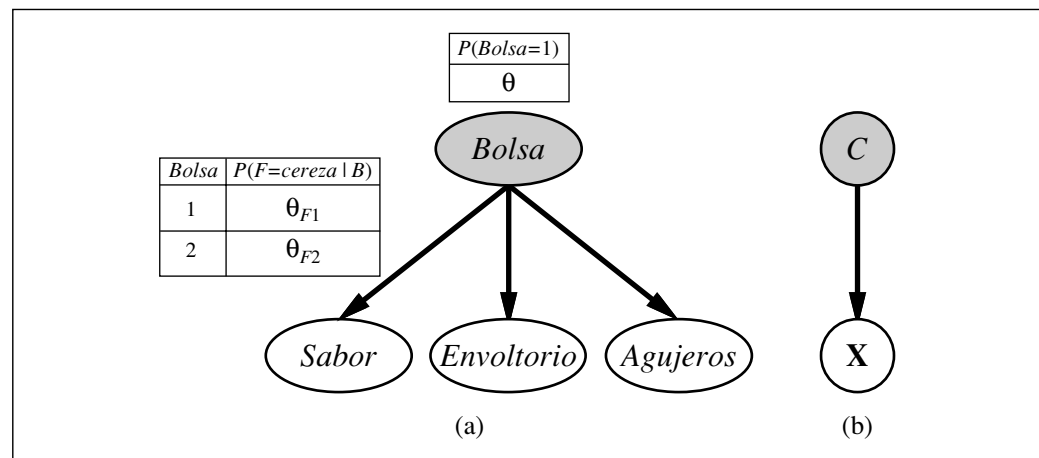 P(Bolsa=1)
θ
Bolsa
C
Bolsa P(F=cereza | B)
1 θF1
2 θF2
Sabor
Envoltorio
Agujeros
X
(a)
(b)